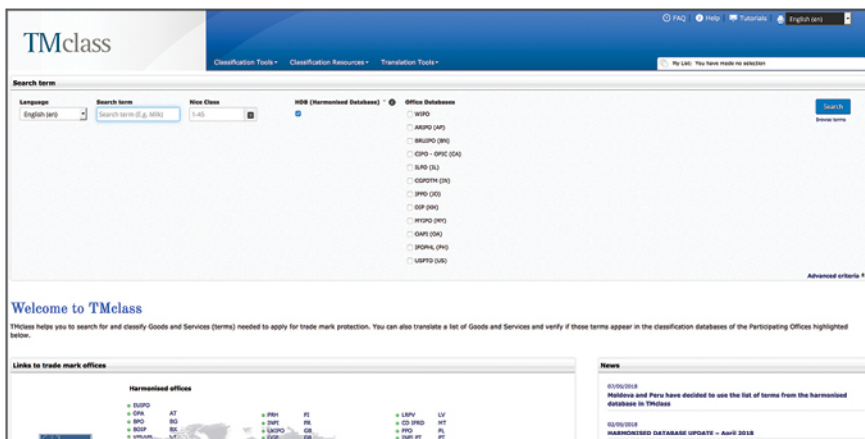 FAQ Help Tutorials English (en)
TMclass
Classification Tools Classification Resources Translation Tools
My List: You have made no selection
Search term
Language Search term Nice Class HDB (Harmonised Database) * Office Databases
English (en) Search term (E.g. Milk) 1-45 WIPO Search
ARIPO (AP) Browse terms
BRUIPO (BN)
CIPO - OPIC (CA)
ILPO (IL)
CGPDTM (IN)
IPPD (JO)
DIP (KH)
MYIPO (MY)
OAPI (OA)
IPOPHL (PH)
USPTO (US)
Advanced criteria
Welcome to TMclass
TMclass helps you to search for and classify Goods and Services (terms) needed to apply for trade mark protection. You can also translate a list of Goods and Services and verify if those terms appear in the classification databases of the Participating Offices highlighted
below.
Links to trade mark offices
Harmonised offices
EUIPO
OPA AT PRH FI LRPV LV
BPO BG INPI FR CD IPRD MT
BOIP BX UKIPO GB PPO PL
INPI PT PT
News
07/05/2018
Moldova and Peru have decided to use the list of terms from the harmonised
database in TMclass
02/05/2018
HARMONISED DATABASE UPDATE – April 2018